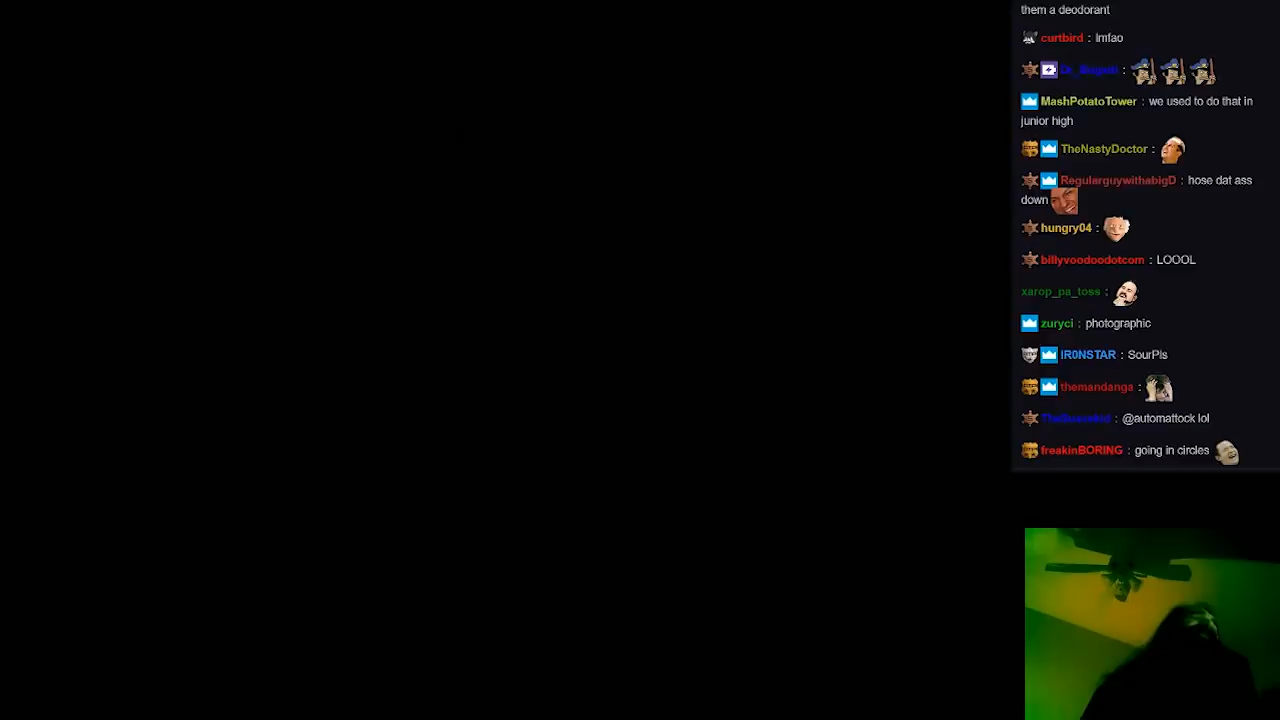 them a deodorant
curtbird : lmfao
MashPotatoTower : we used to do that in
junior high
TheNastyDoctor :
RegularguywithabigD : hose dat ass
down
hungry04 :
billyvoodoodotcom : LOOOL
xarop_pa_toss :
zuryci : photographic
IR0NSTAR : SourPls
themandanga :
: @automattock lol
freakinBORING : going in circles